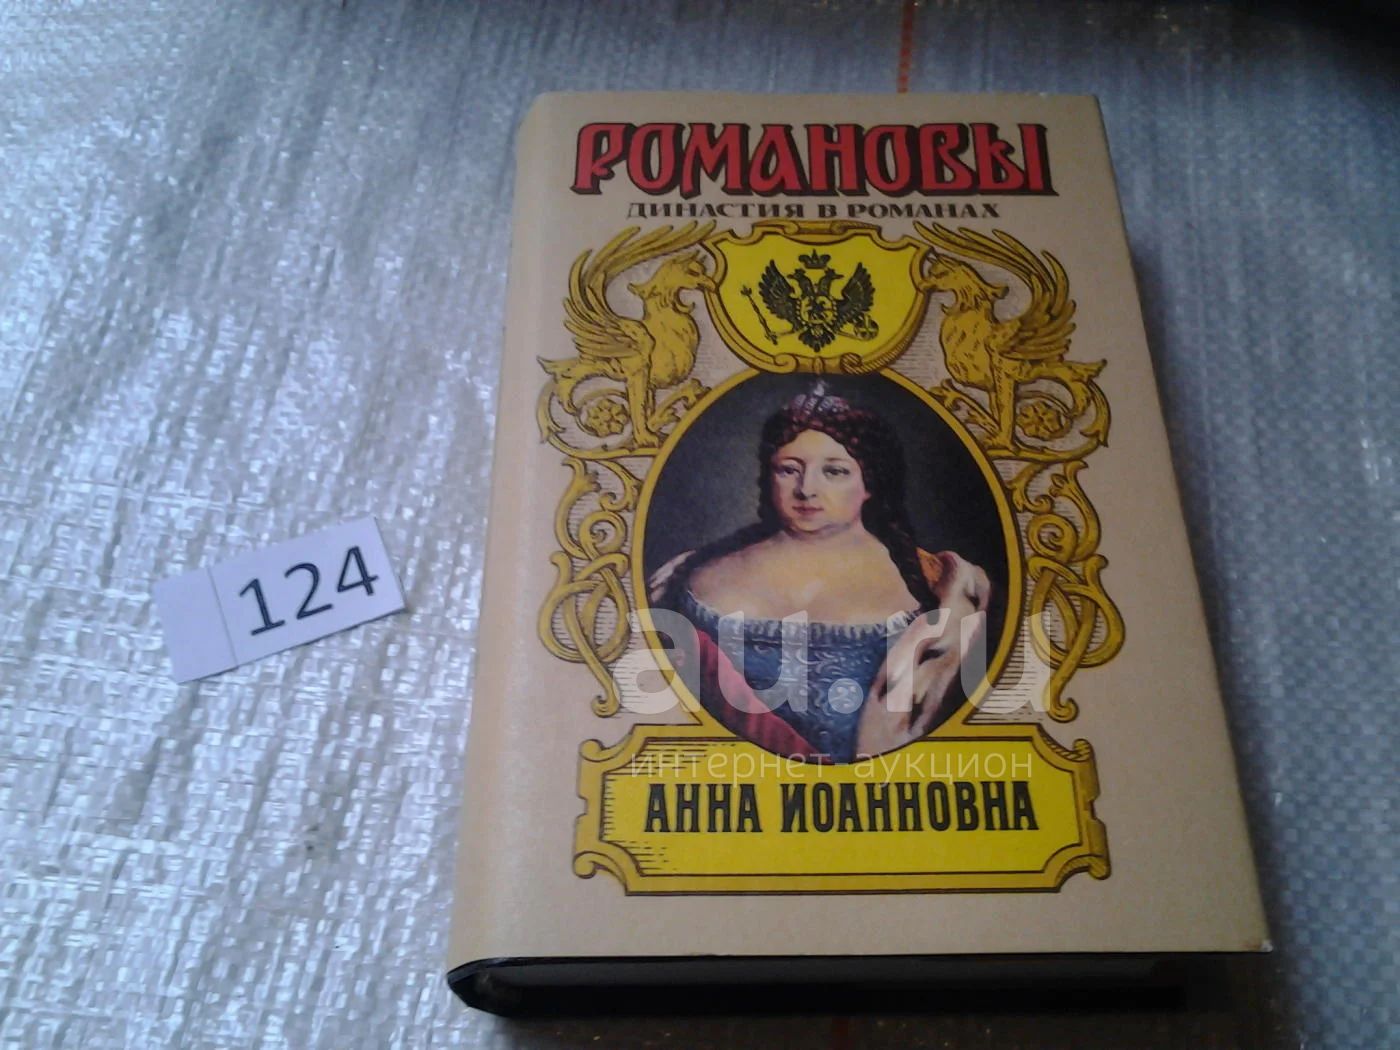 РОМАНОВЫ
ДИНАСТИЯ В РОМАНАХ
124
au.ru
интернет-аукцион
АННА ИОАННОВНА